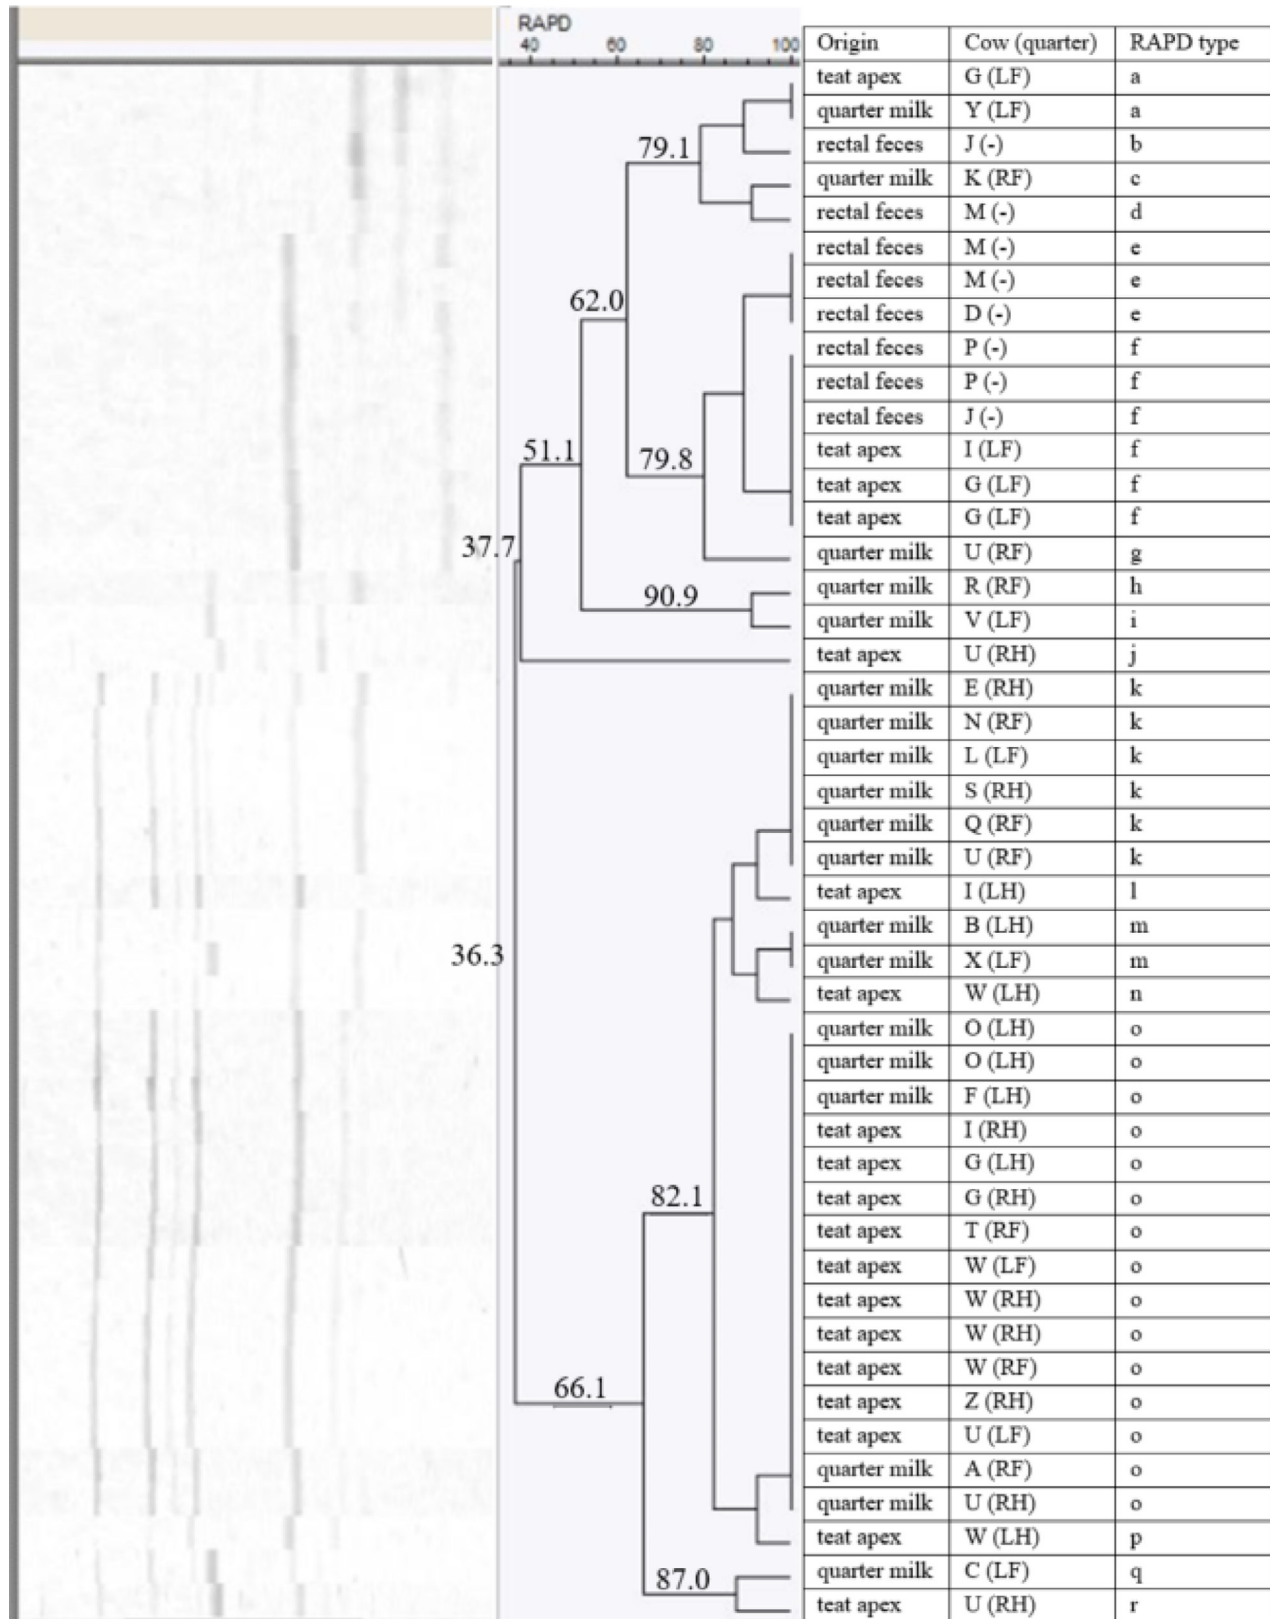 RAPD
40 60 80 100
Origin Cow (quarter) RAPD type
teat apex G (LF) a
quarter milk Y (LF) a
79.1 rectal feces J (-) b
quarter milk K (RF) c
rectal feces M (-) d
rectal feces M (-) e
rectal feces M (-) e
62.0 rectal feces D (-) e
rectal feces P (-) f
rectal feces P (-) f
rectal feces J (-) f
51.1 79.8 teat apex I (LF) f
teat apex G (LF) f
teat apex G (LF) f
37.7 quarter milk U (RF) g
90.9 quarter milk R (RF) h
quarter milk V (LF) i
teat apex U (RH) j
quarter milk E (RH) k
quarter milk N (RF) k
quarter milk L (LF) k
quarter milk S (RH) k
quarter milk Q (RF) k
quarter milk U (RF) k
teat apex I (LH) l
quarter milk B (LH) m
36.3 quarter milk X (LF) m
teat apex W (LH) n
quarter milk O (LH) o
quarter milk O (LH) o
quarter milk F (LH) o
teat apex I (RH) o
teat apex G (LH) o
82.1 teat apex G (RH) o
teat apex T (RF) o
teat apex W (LF) o
teat apex W (RH) o
teat apex W (RH) o
teat apex W (RF) o
66.1 teat apex Z (RH) o
teat apex U (LF) o
quarter milk A (RF) o
quarter milk U (RH) o
teat apex W (LH) p
87.0 quarter milk C (LF) q
teat apex U (RH) r